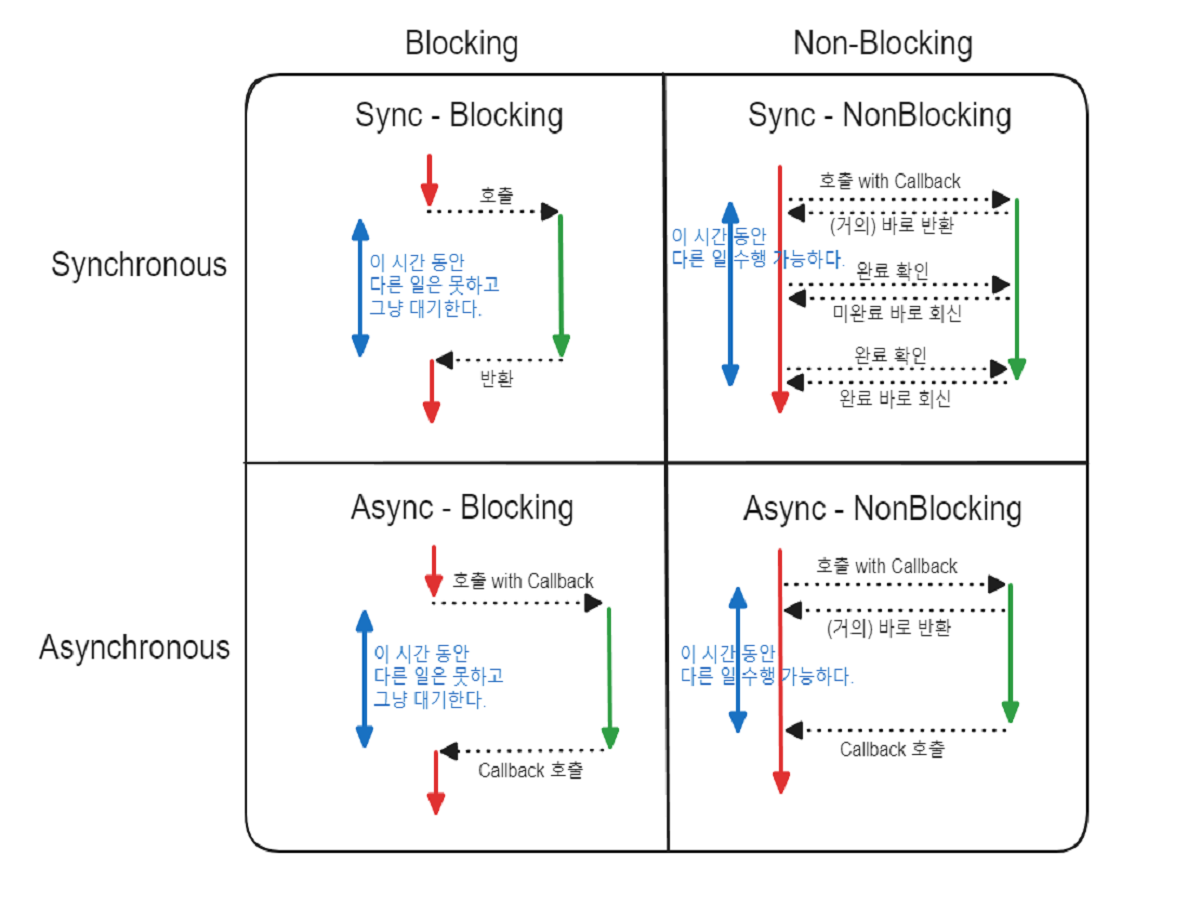 Blocking
Non-Blocking
Synchronous
Sync - Blocking
호출
이 시간 동안
다른 일은 못하고
그냥 대기한다.
반환
Sync - NonBlocking
호출 with Callback
(거의) 바로 반환
이 시간 동안
다른 일 수행 가능하다.
완료 확인
미완료 바로 회신
완료 확인
완료 바로 회신
Asynchronous
Async - Blocking
호출 with Callback
이 시간 동안
다른 일은 못하고
그냥 대기한다.
Callback 호출
Async - NonBlocking
호출 with Callback
(거의) 바로 반환
이 시간 동안
다른 일 수행 가능하다.
Callback 호출